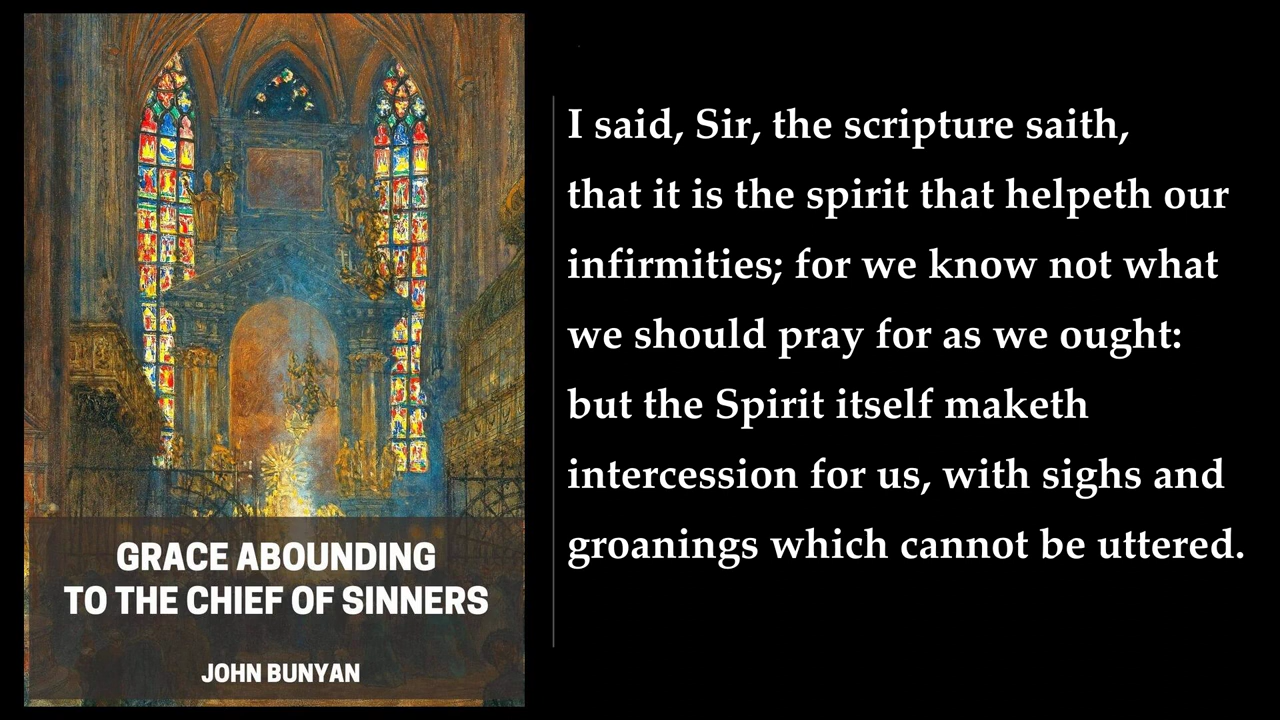 GRACE ABOUNDING
TO THE CHIEF OF SINNERS
JOHN BUNYAN
I said, Sir, the scripture saith,
that it is the spirit that helpeth our
infirmities; for we know not what
we should pray for as we ought:
but the Spirit itself maketh
intercession for us, with sighs and
groanings which cannot be uttered.